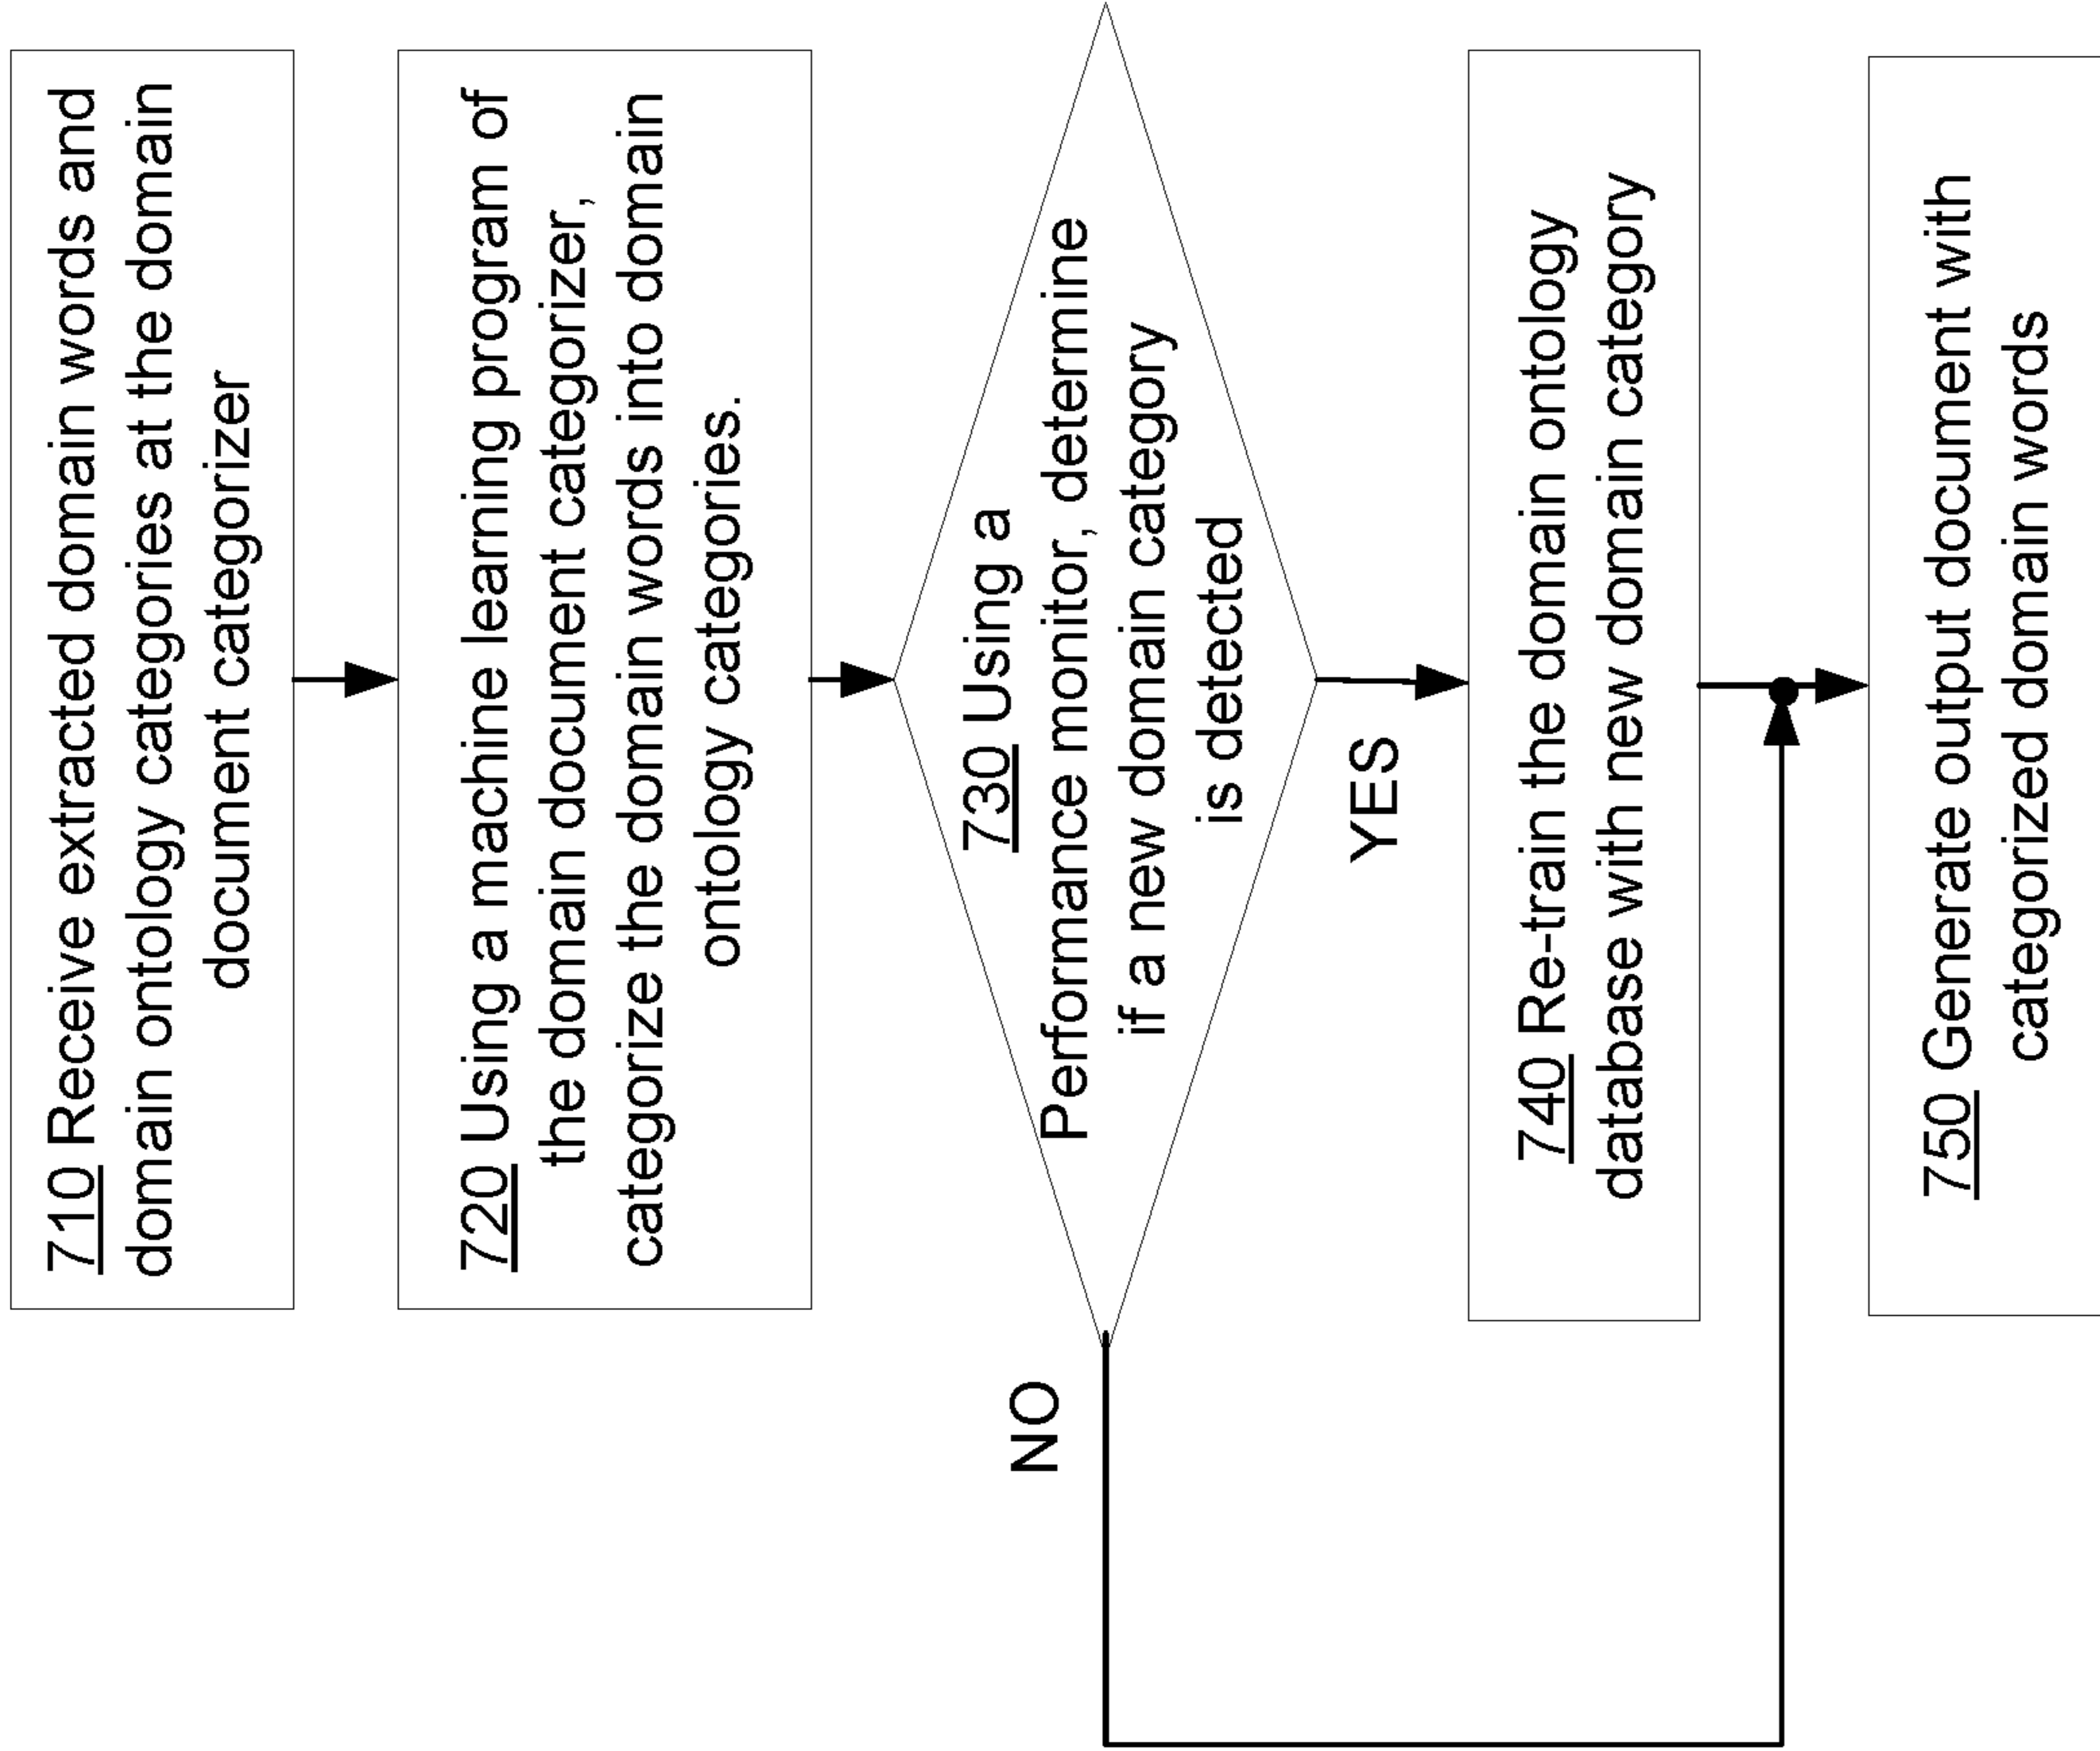 710 Receive extracted domain words and
domain ontology categories at the domain
document categorizer
720 Using a machine learning program of
the domain document categorizer,
categorize the domain words into domain
ontology categories.
730 Using a
Performance monitor, determine
if a new domain category
is detected
NO
YES
740 Re-train the domain ontology
database with new domain category
750 Generate output document with
categorized domain words